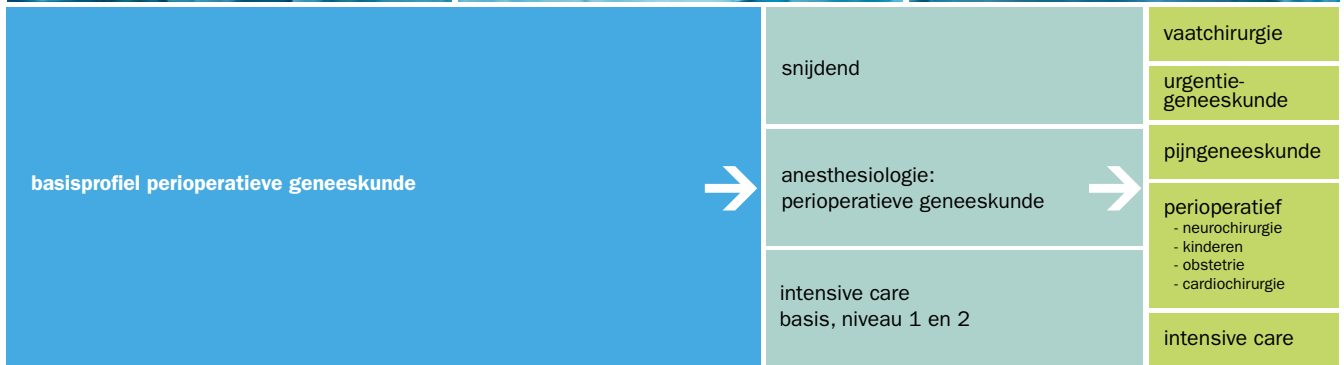 basisprofiel perioperatieve geneeskunde
snijdend
anesthesiologie:
perioperatieve geneeskunde
intensive care
basis, niveau 1 en 2
vaatchirurgie
urgentie-
geneeskunde
pijngeneeskunde
perioperatief
- neurochirurgie
- kinderen
- obstetrie
- cardiochirurgie
intensive care